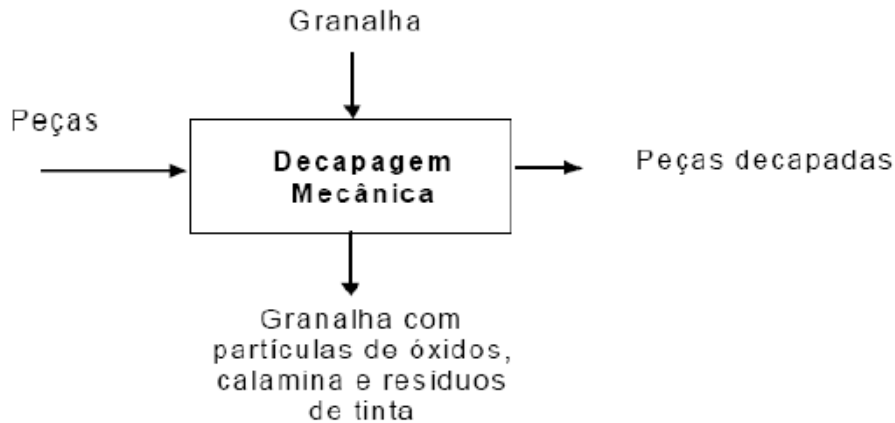 Granalha
Peças
Decapagem
Mecânica
Peças decapadas
Granalha com
partículas de óxidos,
calamina e resíduos
de tinta